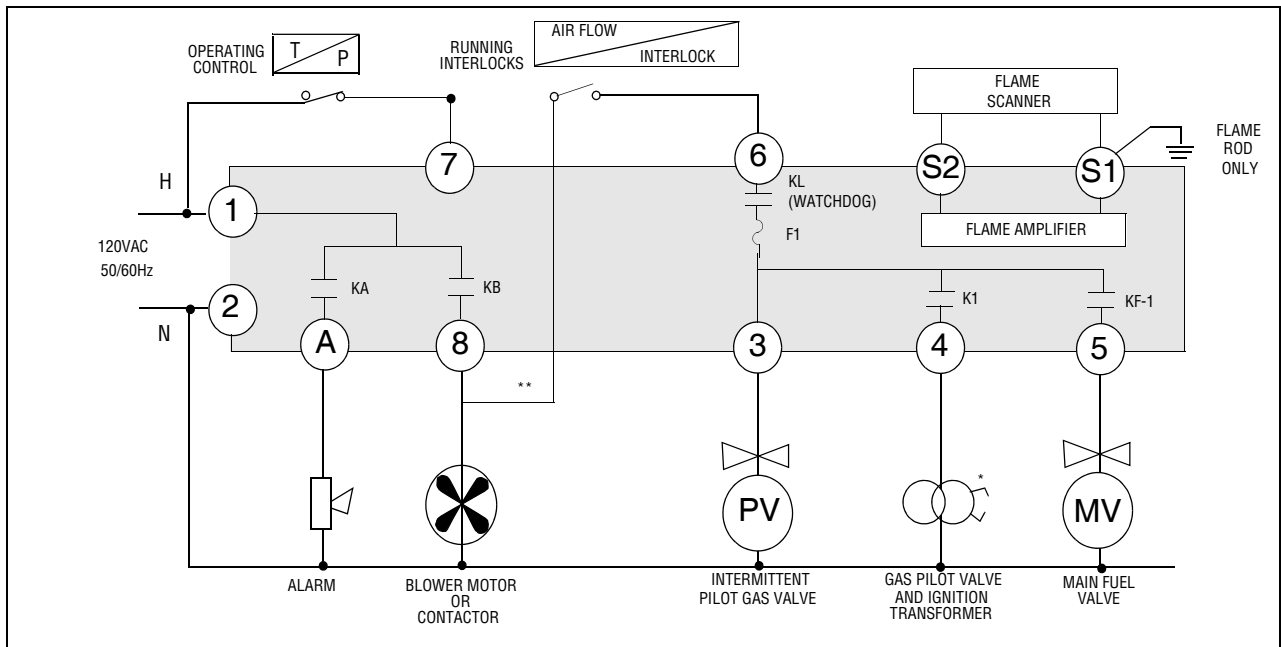 OPERATING
CONTROL
T
P
RUNNING
INTERLOCKS
AIR FLOW
INTERLOCK
FLAME
SCANNER
FLAME
ROD
ONLY
7
6
S2
S1
H
1
KL
(WATCHDOG)
F1
FLAME AMPLIFIER
120VAC
50/60Hz
2
N
KA
KB
K1
KF-1
A
8
3
4
5
**
*
PV
MV
ALARM
BLOWER MOTOR
OR
CONTACTOR
INTERMITTENT
PILOT GAS VALVE
GAS PILOT VALVE
AND IGNITION
TRANSFORMER
MAIN FUEL
VALVE